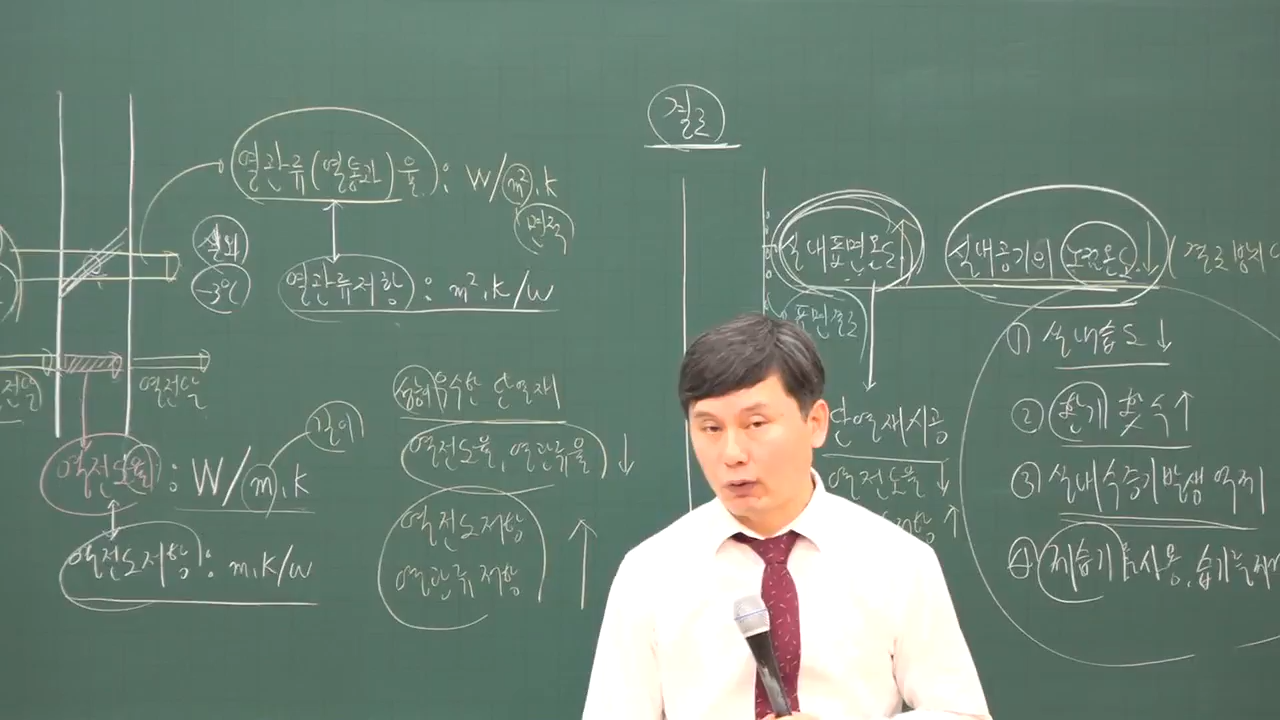 열관류(열통과)율 : W/m².K
면적
실외
-3℃
열관류저항 : m².K/W
열전달
길이
열전도율 : W/m.K
열전도저항 : m.K/W
성능우수한 단열재
열전도율, 열관류율 ↓
열전도저항 ↑
열관류저항
결로
실내표면온도↑ 실내공기의 노점온도↓ (결로방지
표면결로
단열재시공
열전도율 ↓
저항 ↑
① 실내습도 ↓
② 환기 횟수 ↑
③ 실내수증기 발생 억제
④ 제습기를 사용, 습기를